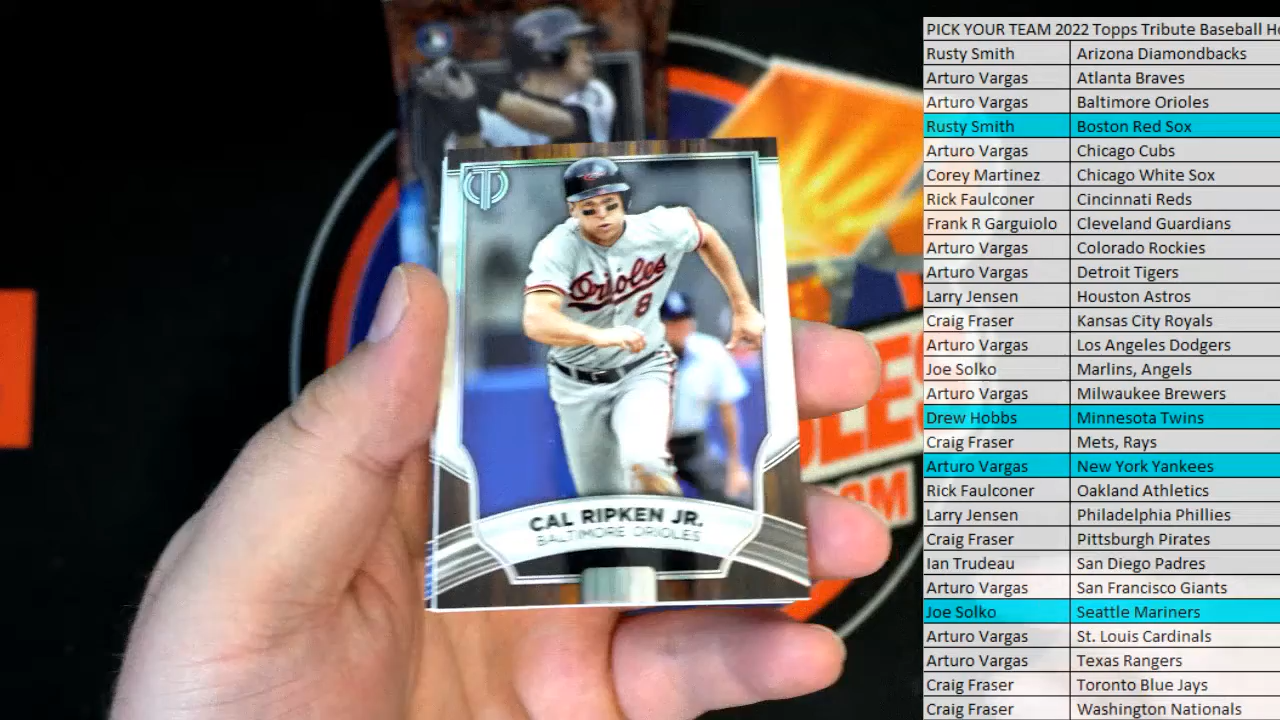 PICK YOUR TEAM 2022 Topps Tribute Baseball
Rusty Smith Arizona Diamondbacks
Arturo Vargas Atlanta Braves
Arturo Vargas Baltimore Orioles
Rusty Smith Boston Red Sox
Arturo Vargas Chicago Cubs
Corey Martinez Chicago White Sox
Rick Faulconer Cincinnati Reds
Frank R Garguiolo Cleveland Guardians
Arturo Vargas Colorado Rockies
Arturo Vargas Detroit Tigers
Larry Jensen Houston Astros
Craig Fraser Kansas City Royals
Arturo Vargas Los Angeles Dodgers
Joe Solko Marlins, Angels
Arturo Vargas Milwaukee Brewers
Drew Hobbs Minnesota Twins
Craig Fraser Mets, Rays
Arturo Vargas New York Yankees
Rick Faulconer Oakland Athletics
Larry Jensen Philadelphia Phillies
Craig Fraser Pittsburgh Pirates
Ian Trudeau San Diego Padres
Arturo Vargas San Francisco Giants
Joe Solko Seattle Mariners
Arturo Vargas St. Louis Cardinals
Arturo Vargas Texas Rangers
Craig Fraser Toronto Blue Jays
Craig Fraser Washington Nationals
Orioles
8
CAL RIPKEN JR.
BALTIMORE ORIOLES